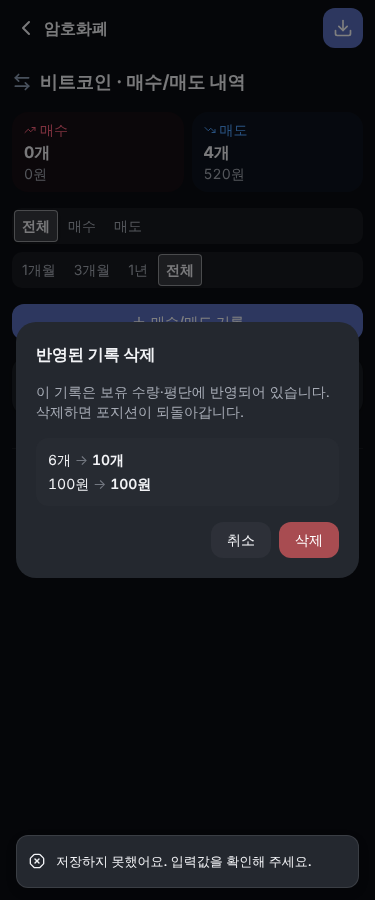 암호화폐
비트코인 · 매수/매도 내역
매수
매도
0개
4개
0원
520원
전체 매수 매도
1개월 3개월 1년 전체
+ 매수/매도 기록
반영된 기록 삭제
이 기록은 보유 수량·평단에 반영되어 있습니다.
삭제하면 포지션이 되돌아갑니다.
6개 → 10개
100원 → 100원
취소 삭제
저장하지 못했어요. 입력값을 확인해 주세요.